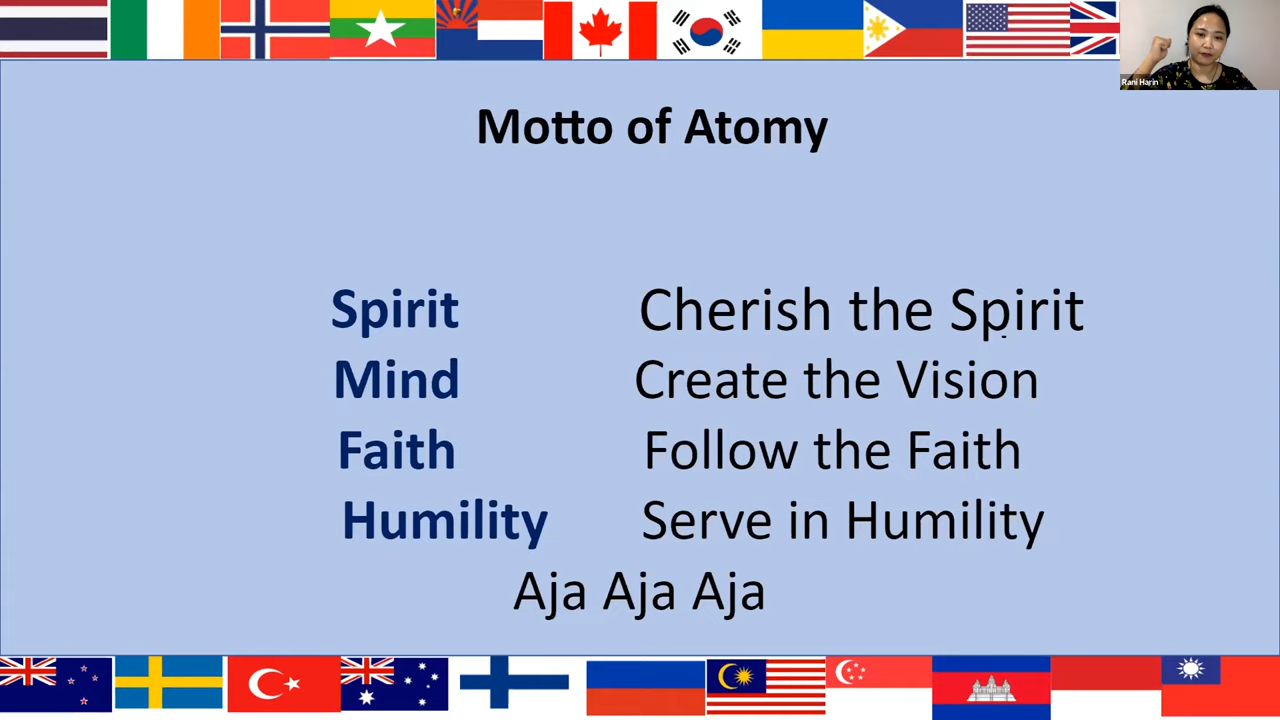 Motto of Atomy
Rani Harin
Spirit Cherish the Spirit
Mind Create the Vision
Faith Follow the Faith
Humility Serve in Humility
Aja Aja Aja